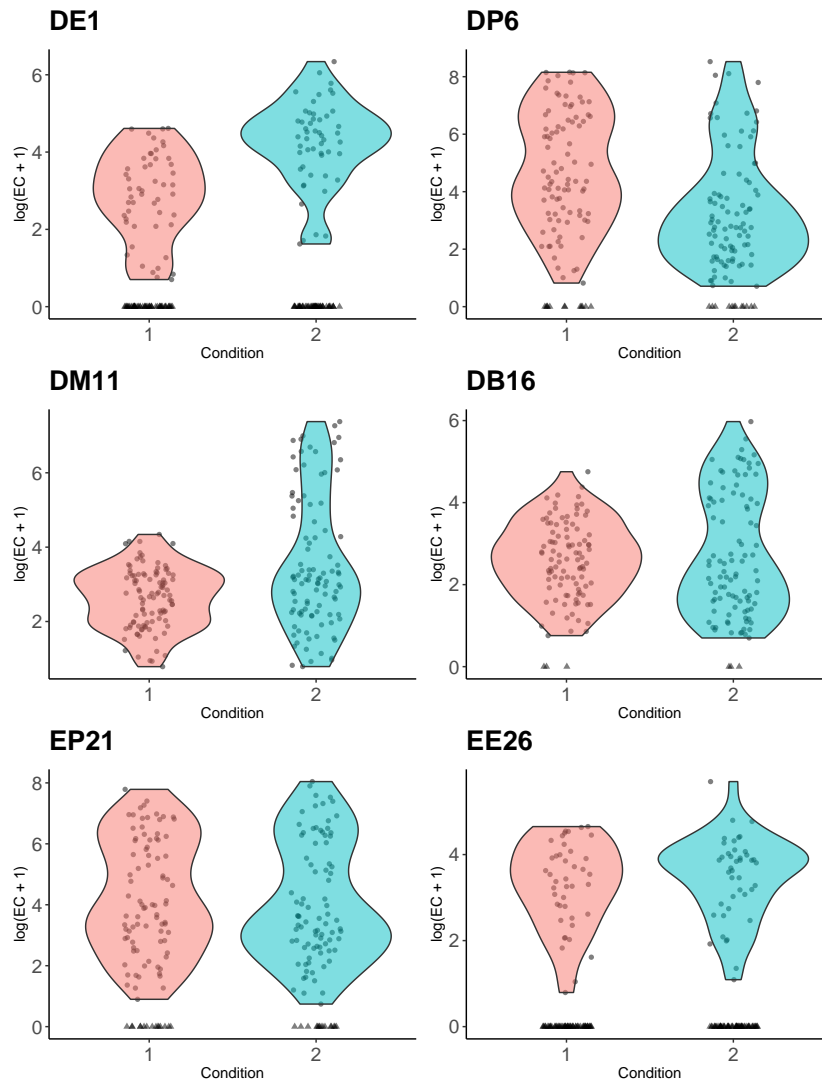 DE1
log(EC + 1)
6
4
2
0
1
2
Condition
DP6
log(EC + 1)
8
6
4
2
0
1
2
Condition
DM11
log(EC + 1)
6
4
2
1
2
Condition
DB16
log(EC + 1)
6
4
2
0
1
2
Condition
EP21
log(EC + 1)
8
6
4
2
0
1
2
Condition
EE26
log(EC + 1)
4
2
0
1
2
Condition